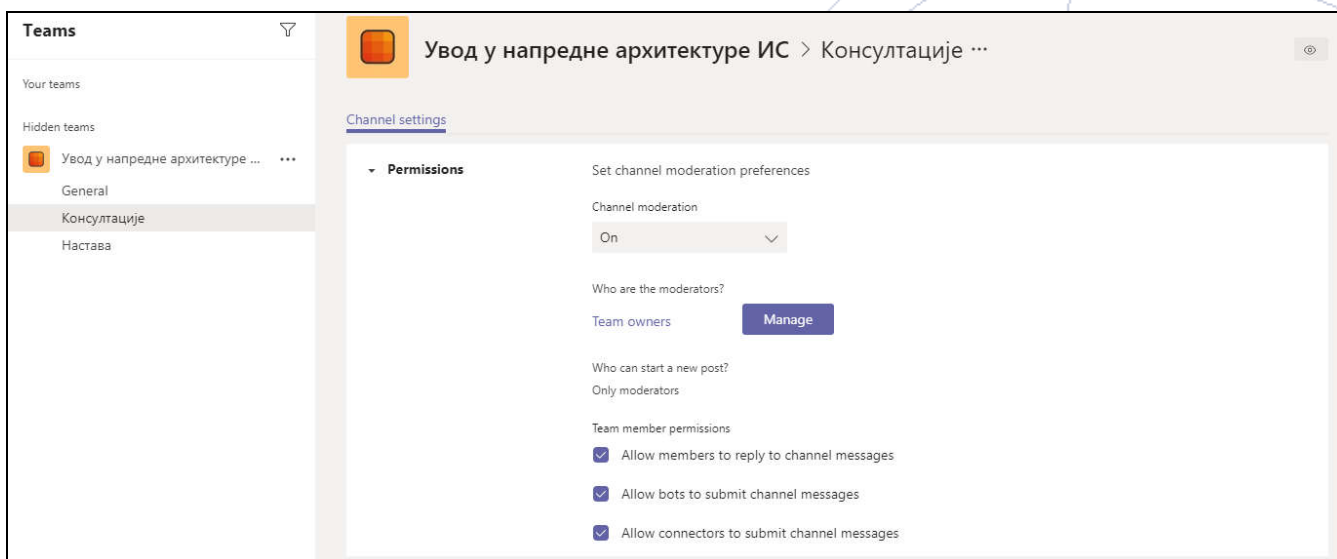 Teams
Your teams
Hidden teams
Увод у напредне архитектуре ... ...
General
Консултације
Настава
Увод у напредне архитектуре ИС > Консултације ...
Channel settings
Permissions
Set channel moderation preferences
Channel moderation
On
Who are the moderators?
Team owners
Manage
Who can start a new post?
Only moderators
Team member permissions
Allow members to reply to channel messages
Allow bots to submit channel messages
Allow connectors to submit channel messages